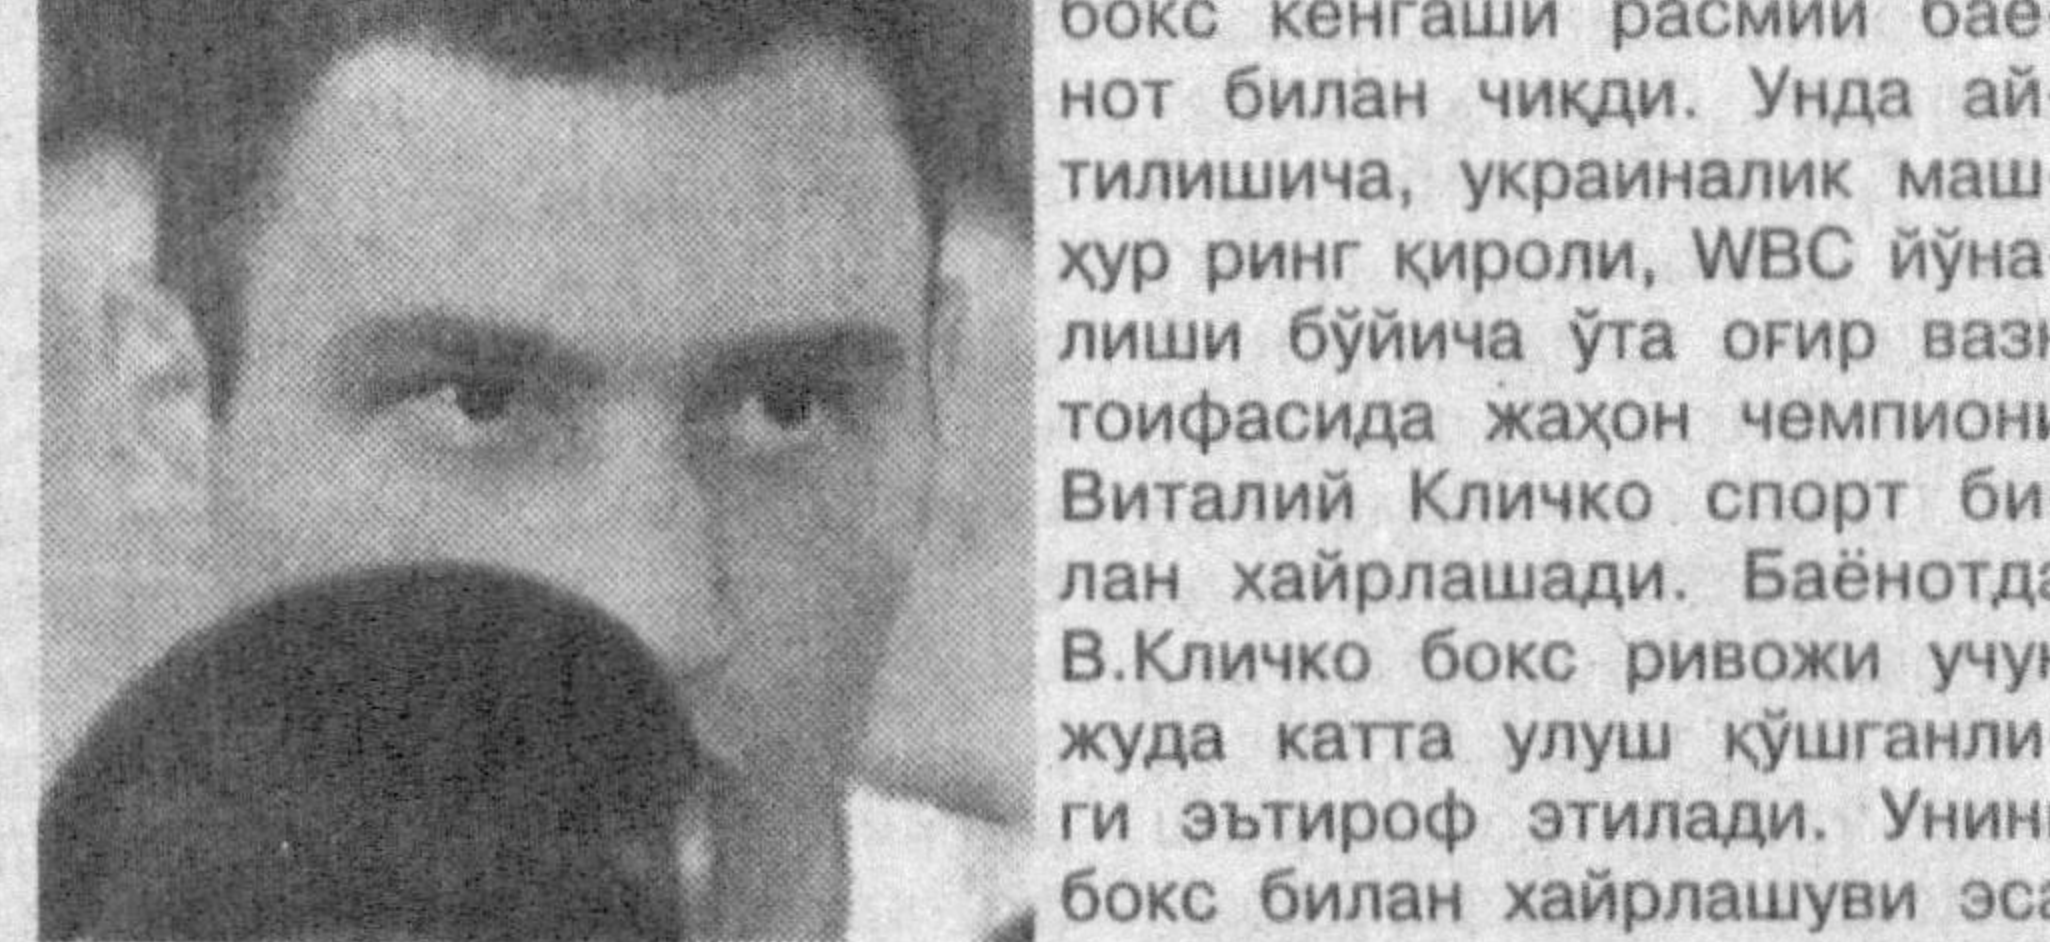 бокс кенгаши расмий баё-
нот билан чиқди. Унда ай-
тилишича, украиналик маш-
ҳур ринг қироли, WBC йўна-
лиши бўйича ўта оғир вазн
тоифасида жаҳон чемпиони
Виталий Кличко спорт би-
лан хайрлашади. Баёнотда
В.Кличко бокс ривожи учун
жуда катта улуш қўшганли-
ги эътироф этилади. Унинг
бокс билан хайрлашуви эса